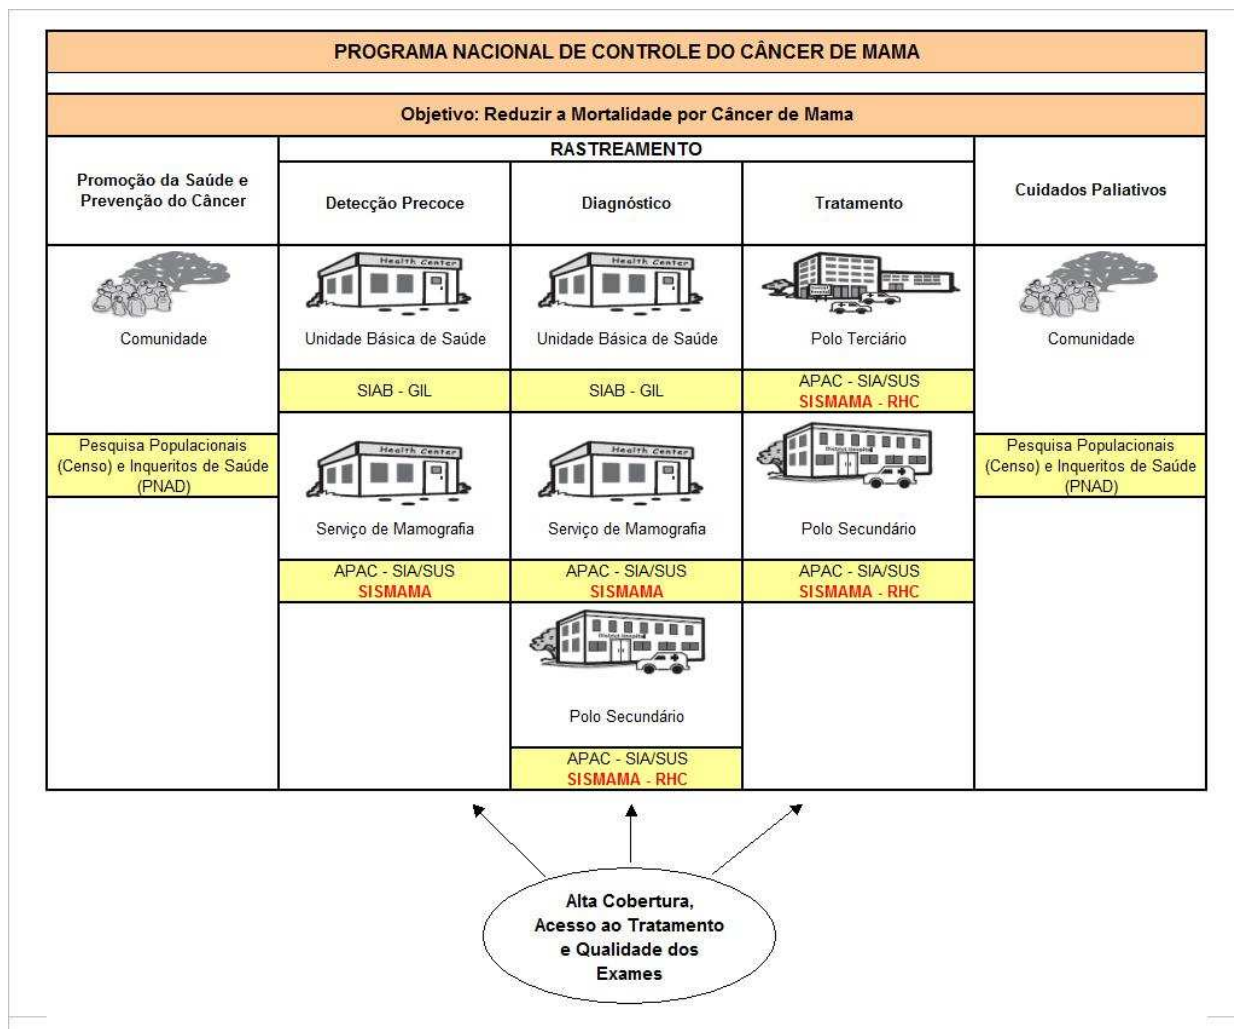 PROGRAMA NACIONAL DE CONTROLE DO CÂNCER DE MAMA
Objetivo: Reduzir a Mortalidade por Câncer de Mama
RASTREAMENTO
Promoção da Saúde e
Prevenção do Câncer
Detecção Precoce
Diagnóstico
Tratamento
Cuidados Paliativos
Comunidade
Health Center
Unidade Básica de Saúde
Health Center
Unidade Básica de Saúde
Polo Terciário
Comunidade
SIAB - GIL
SIAB - GIL
APAC - SIA/SUS
SISMAMA - RHC
Pesquisa Populacionais
(Censo) e Inqueritos de Saúde
(PNAD)
Health Center
Serviço de Mamografia
Health Center
Serviço de Mamografia
District Hospital
Polo Secundário
Pesquisa Populacionais
(Censo) e Inqueritos de Saúde
(PNAD)
APAC - SIA/SUS
SISMAMA
APAC - SIA/SUS
SISMAMA
APAC - SIA/SUS
SISMAMA - RHC
District Hospital
Polo Secundário
APAC - SIA/SUS
SISMAMA - RHC
Alta Cobertura,
Acesso ao Tratamento
e Qualidade dos
Exames